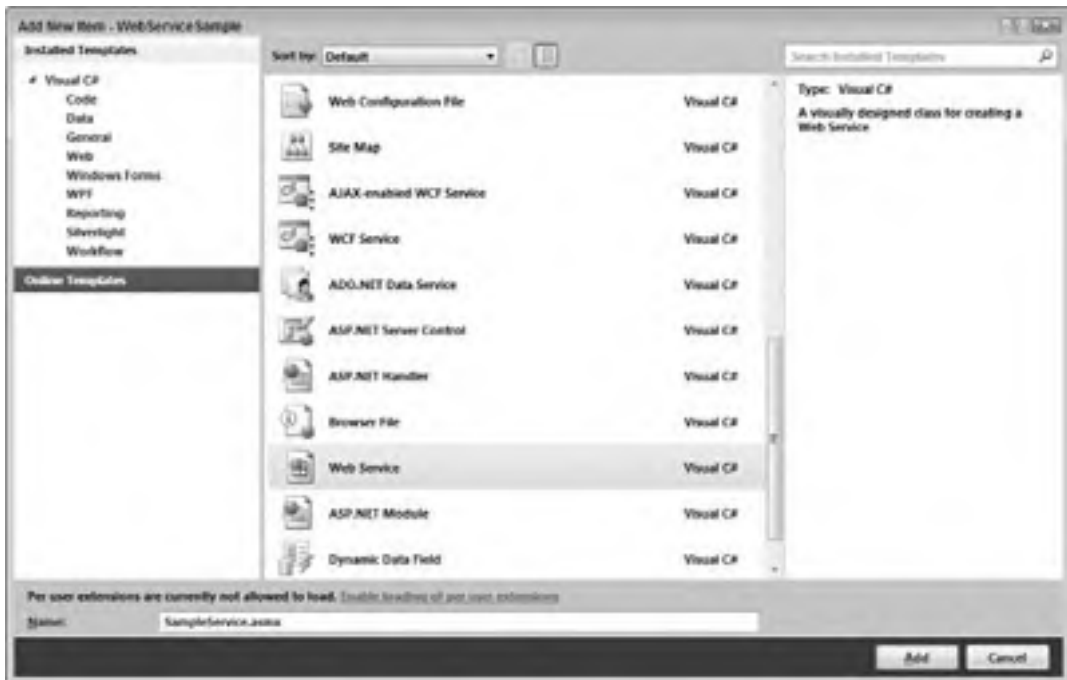 Add New Item - WebServiceSample
Installed Templates
Visual C#
Code
Data
General
Web
Windows Forms
WPF
Reporting
Silverlight
Workflow
Online Templates
Sort by: Default
Web Configuration File Visual C#
Site Map Visual C#
AJAX-enabled WCF Service Visual C#
WCF Service Visual C#
ADO.NET Data Service Visual C#
ASP.NET Server Control Visual C#
ASP.NET Handler Visual C#
Browser File Visual C#
Web Service Visual C#
ASP.NET Module Visual C#
Dynamic Data Field Visual C#
Search Installed Templates
Type: Visual C#
A visually designed class for creating a
Web Service
Per user extensions are currently not allowed to load. Enable loading of per user extensions
Name: SampleService.asmx
Add Cancel